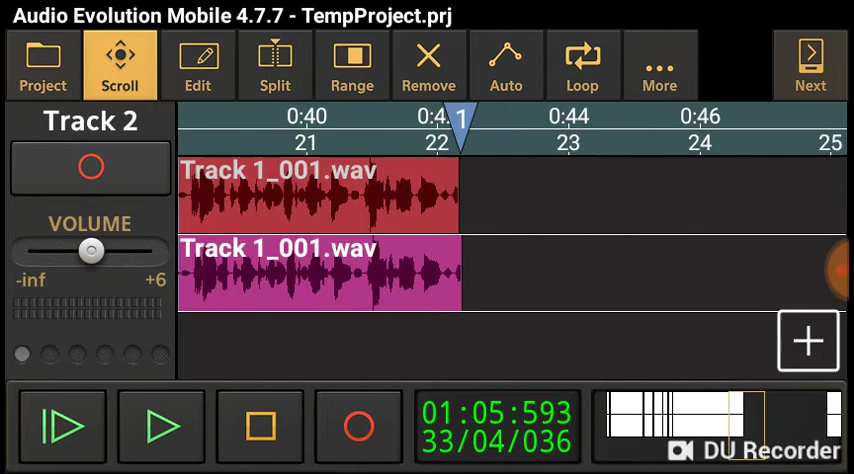 Audio Evolution Mobile 4.7.7 - TempProject.prj
Project Scroll Edit Split Range Remove Auto Loop More Next
Track 2
0:40 0:44 0:46
1
21 22 23 24 25
Track 1_001.wav
VOLUME
Track 1_001.wav
-inf +6
01:05:593
33/04/036
DU Recorder